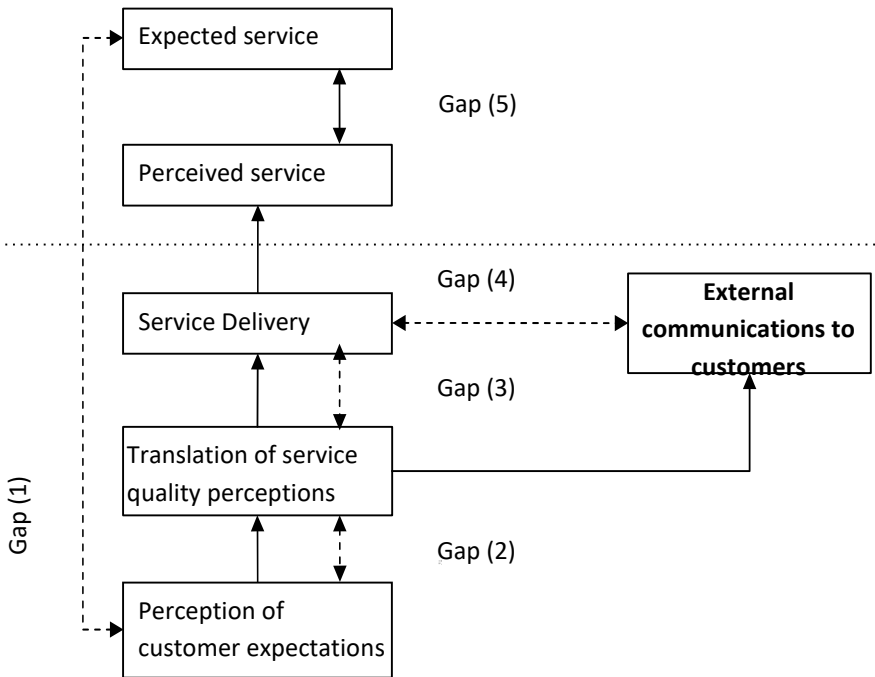 Expected service
Gap (5)
Perceived service
Gap (4)
External
communications to
customers
Service Delivery
Gap (3)
Translation of service
quality perceptions
Gap (1)
Gap (2)
Perception of
customer expectations